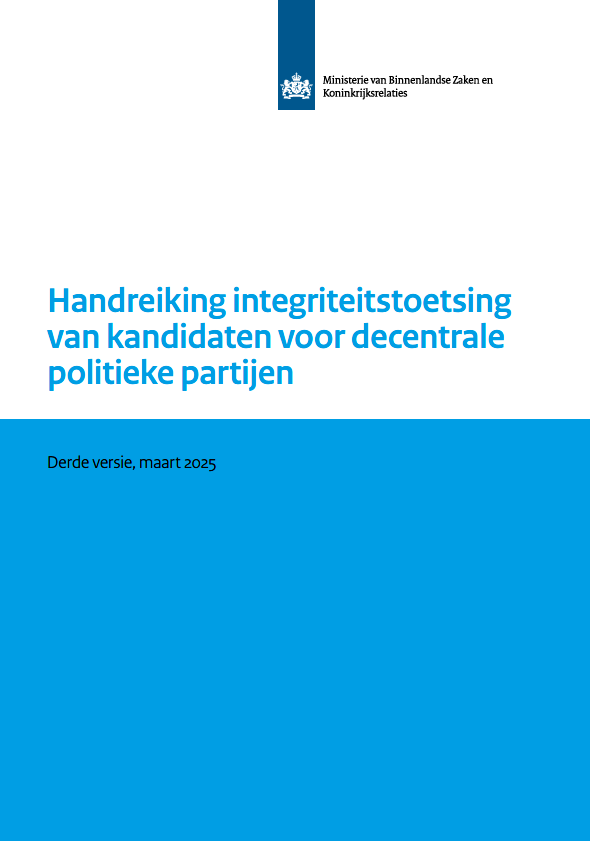 Ministerie van Binnenlandse Zaken en
Koninkrijksrelaties
Handreiking integriteitstoetsing
van kandidaten voor decentrale
politieke partijen
Derde versie, maart 2025